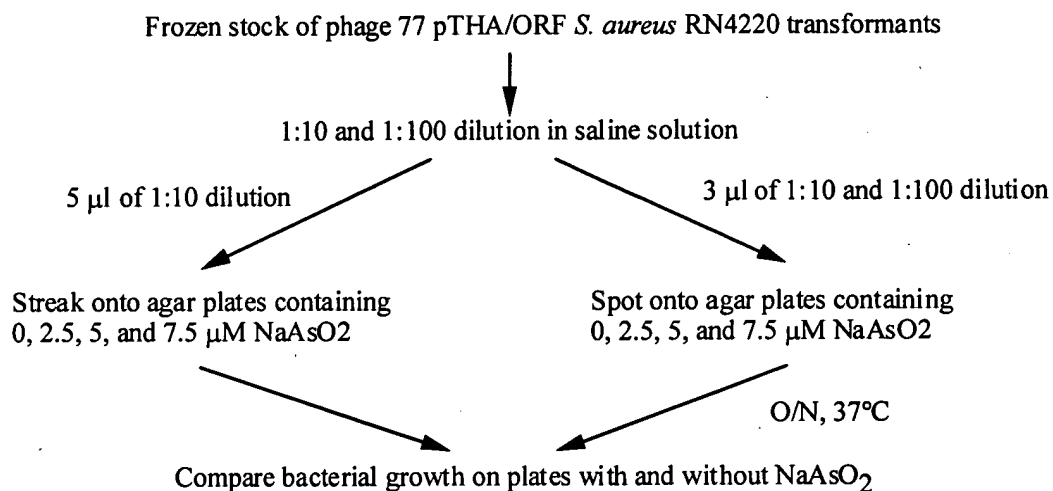 Frozen stock of phage 77 pTHA/ORF S. aureus RN4220 transformants
1:10 and 1:100 dilution in saline solution
5 µl of 1:10 dilution
3 µl of 1:10 and 1:100 dilution
Streak onto agar plates containing
0, 2.5, 5, and 7.5 µM NaAsO2
Spot onto agar plates containing
0, 2.5, 5, and 7.5 µM NaAsO2
O/N, 37°C
Compare bacterial growth on plates with and without NaAsO₂